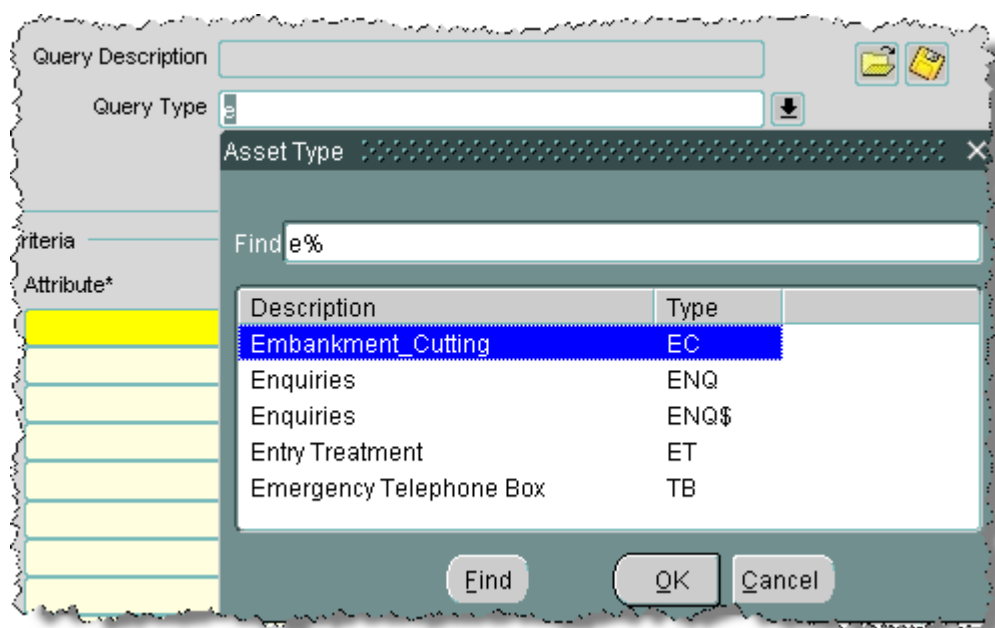 Query Description
Query Type e
Asset Type
Find e%
riteria
Attribute*
Description Type
Embankment_Cutting EC
Enquiries ENQ
Enquiries ENQ$
Entry Treatment ET
Emergency Telephone Box TB
Find OK Cancel